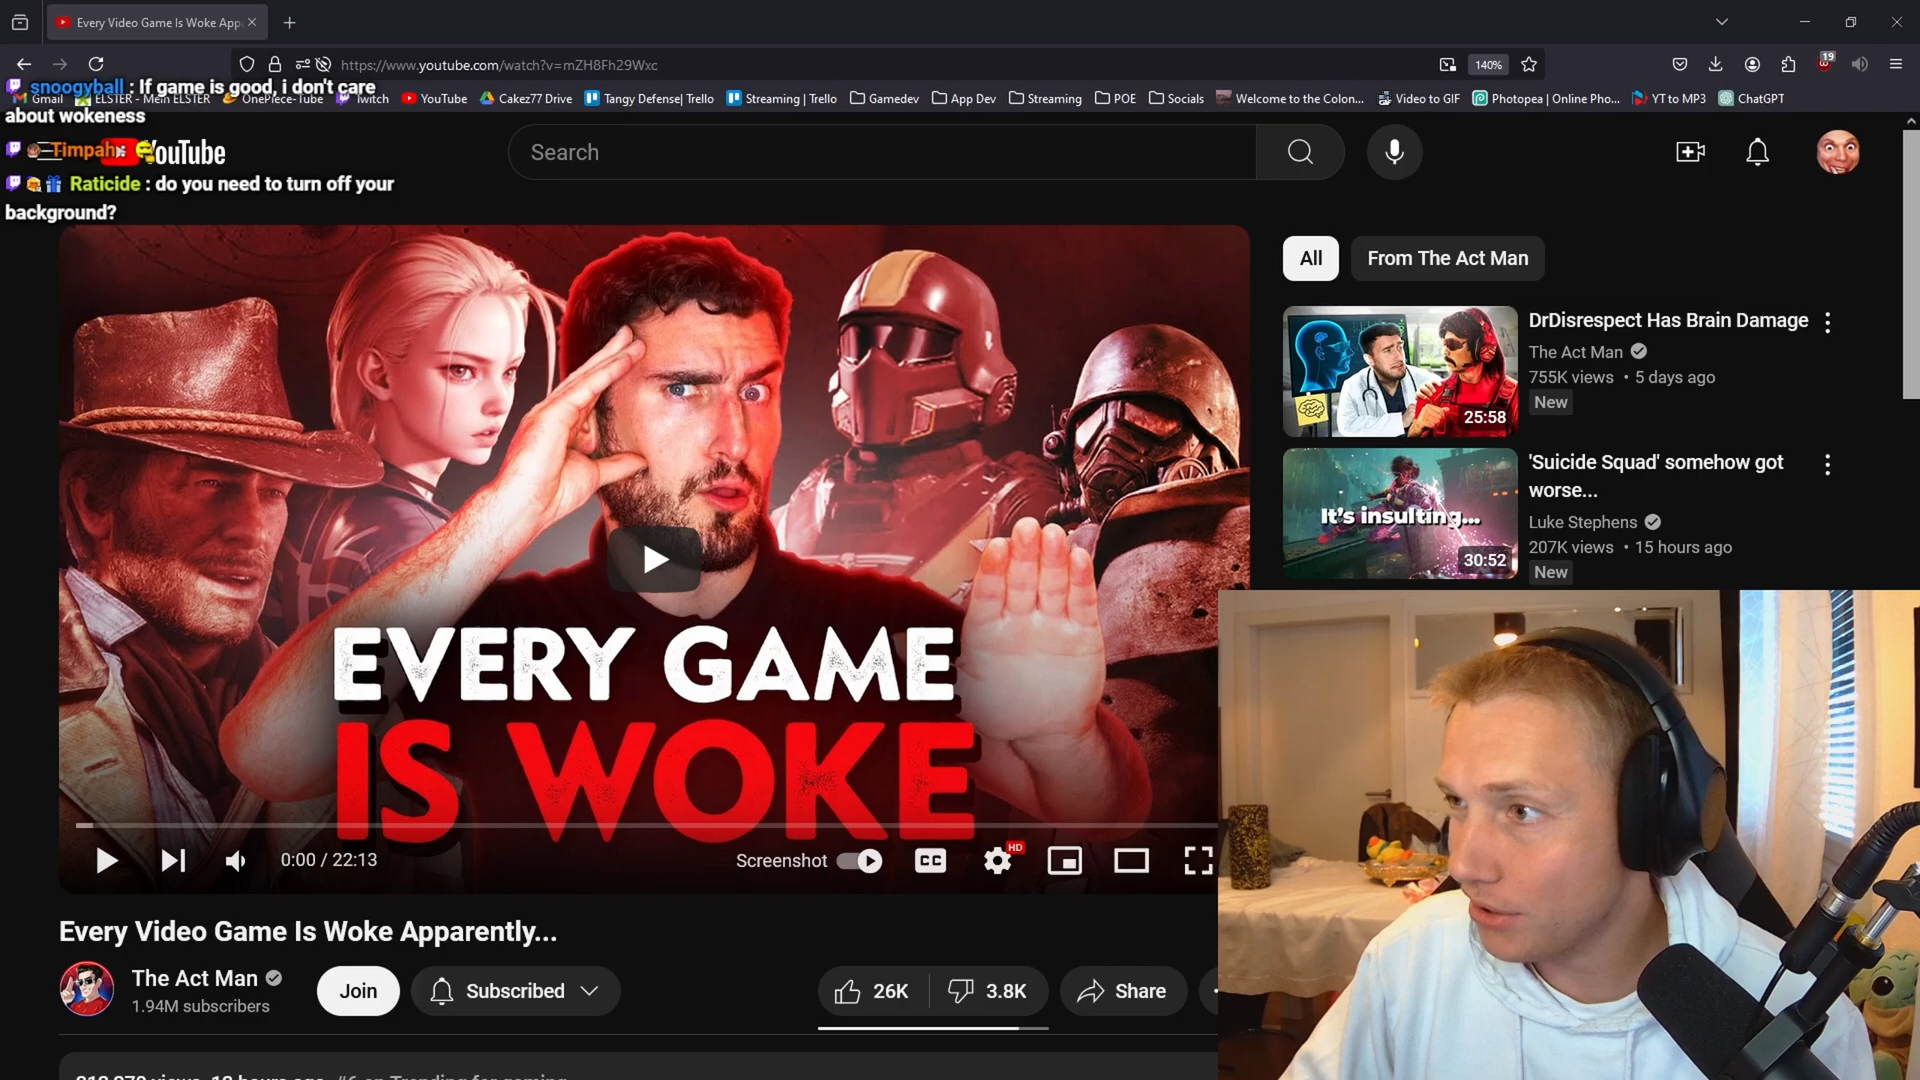 Every Video Game Is Woke App
https://www.youtube.com/watch?v=mZH8Fh29Wxc
140%
19
snoogyball : If game is good, i don't care
about wokeness
Gmail
ELSTER - Mein ELSTER
OnePiece-Tube
Twitch
YouTube
Cakez77 Drive
Tangy Defense| Trello
Streaming | Trello
Gamedev
App Dev
Streaming
POE
Socials
Welcome to the Colon...
Video to GIF
Photopea | Online Pho...
YT to MP3
ChatGPT
Timpah
YouTube
Search
Raticide : do you need to turn off your
background?
EVERY GAME
IS WOKE
0:00 / 22:13
Screenshot
CC
HD
Every Video Game Is Woke Apparently...
The Act Man
1.94M subscribers
Join
Subscribed
26K
3.8K
Share
All
From The Act Man
25:58
DrDisrespect Has Brain Damage
The Act Man
755K views • 5 days ago
New
It's insulting...
30:52
'Suicide Squad' somehow got
worse...
Luke Stephens
207K views • 15 hours ago
New